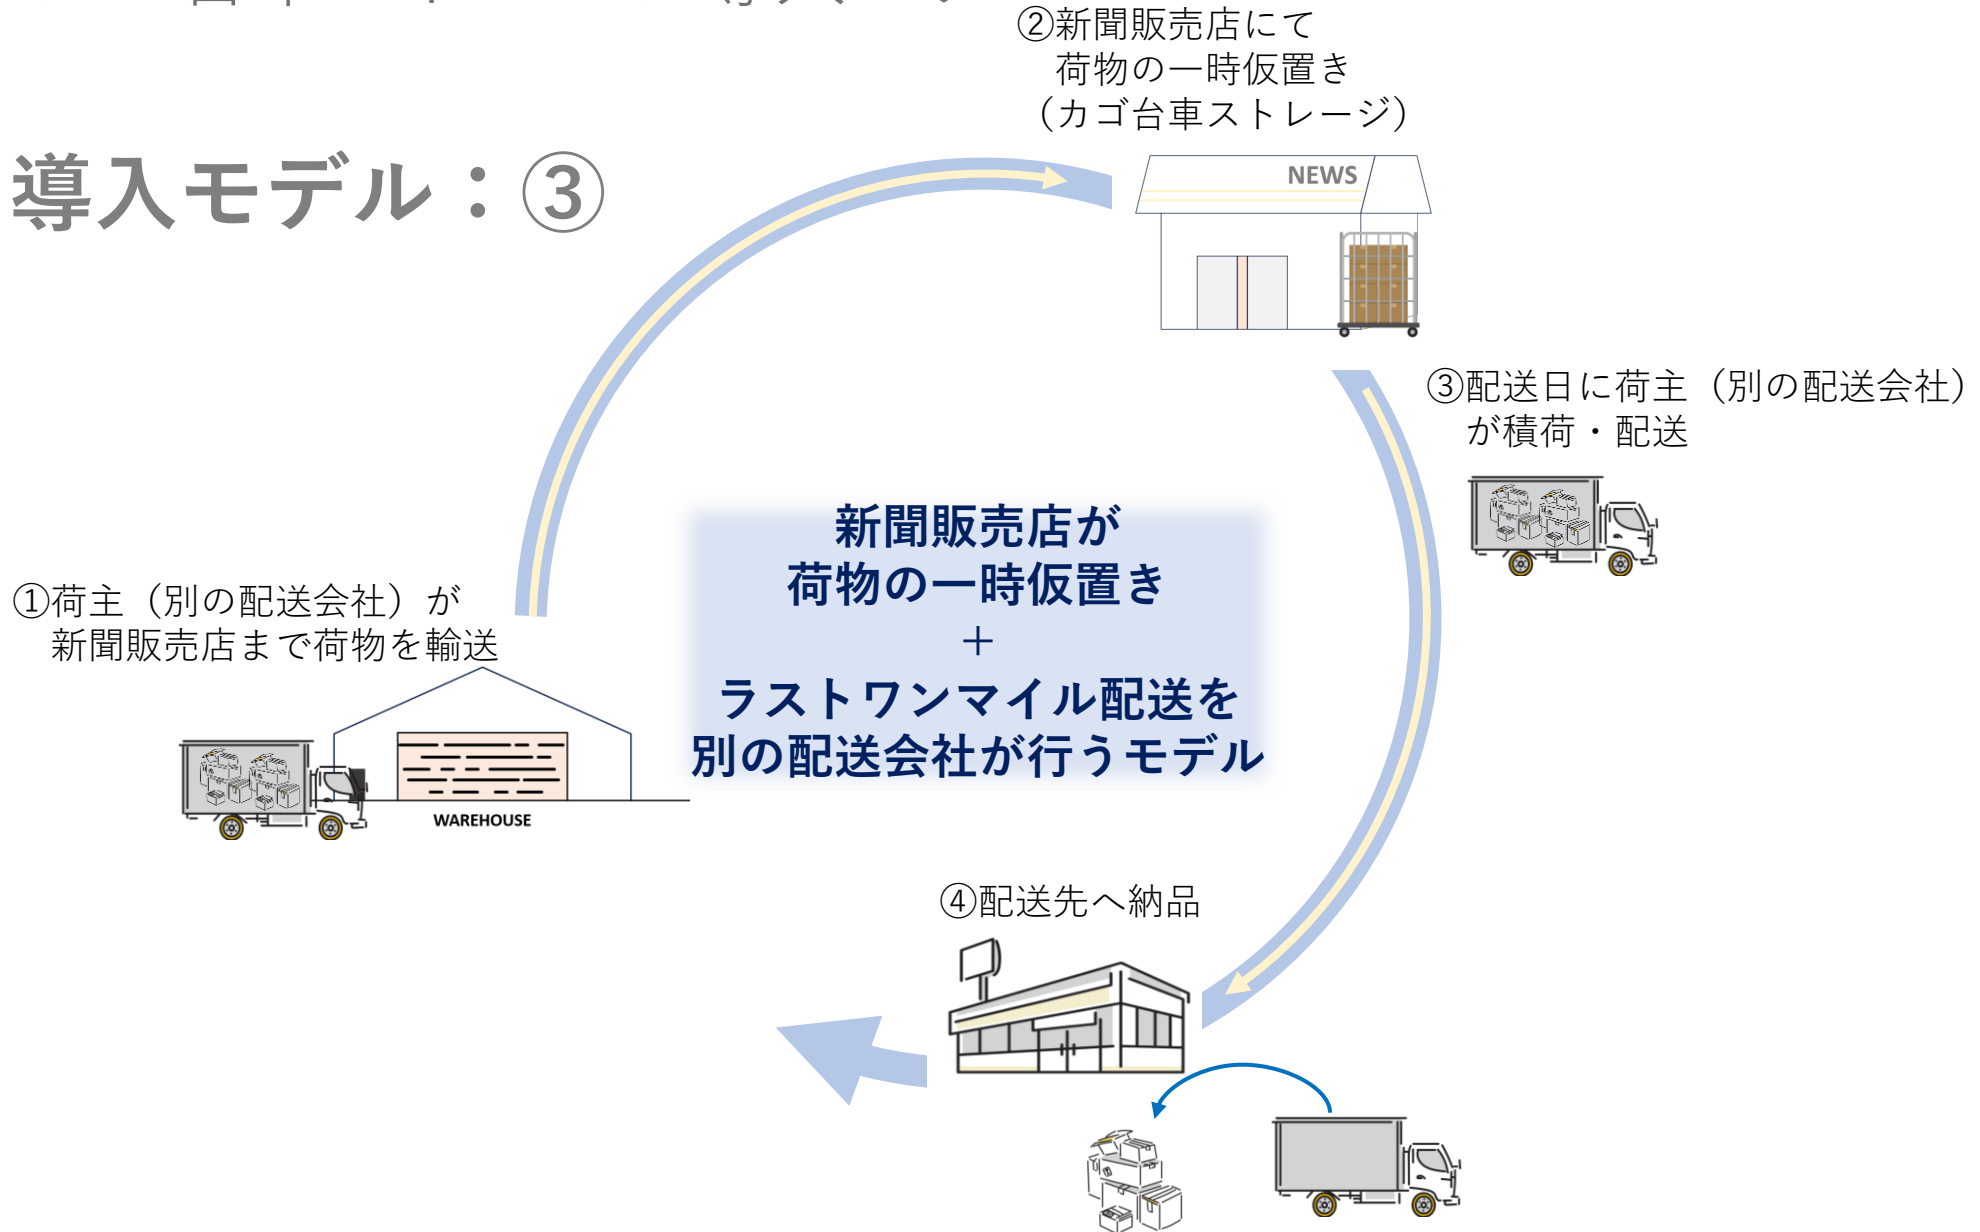 導入モデル：③
②新聞販売店にて
荷物の一時仮置き
（カゴ台車ストレージ）
NEWS
③配送日に荷主（別の配送会社）
が積荷・配送
新聞販売店が
荷物の一時仮置き
＋
ラストワンマイル配送を
別の配送会社が行うモデル
①荷主（別の配送会社）が
新聞販売店まで荷物を輸送
WAREHOUSE
④配送先へ納品